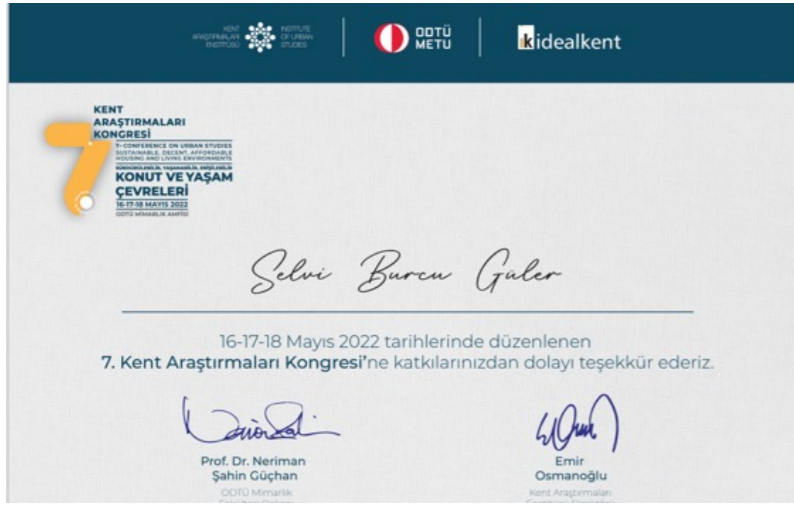 KENT
ARAŞTIRMALARI
ENSTİTÜSÜ
INSTITUTE
OF URBAN
STUDIES
ODTÜ
METU
idealkent
7.
KENT
ARAŞTIRMALARI
KONGRESİ
7th CONFERENCE ON URBAN STUDIES
SUSTAINABLE, DECENT, AFFORDABLE
HOUSING AND LIVING ENVIRONMENTS
KONUT VE YAŞAM
ÇEVRELERİ
16-17-18 MAYIS 2022
ODTÜ MİMARLIK AMFİSİ
Selvi Burcu Güler
16-17-18 Mayıs 2022 tarihlerinde düzenlenen
7. Kent Araştırmaları Kongresi’ne katkılarınızdan dolayı teşekkür ederiz.
Prof. Dr. Neriman
Şahin Güçhan
ODTÜ Mimarlık
Emir
Osmanoğlu
Kent Araştırmaları